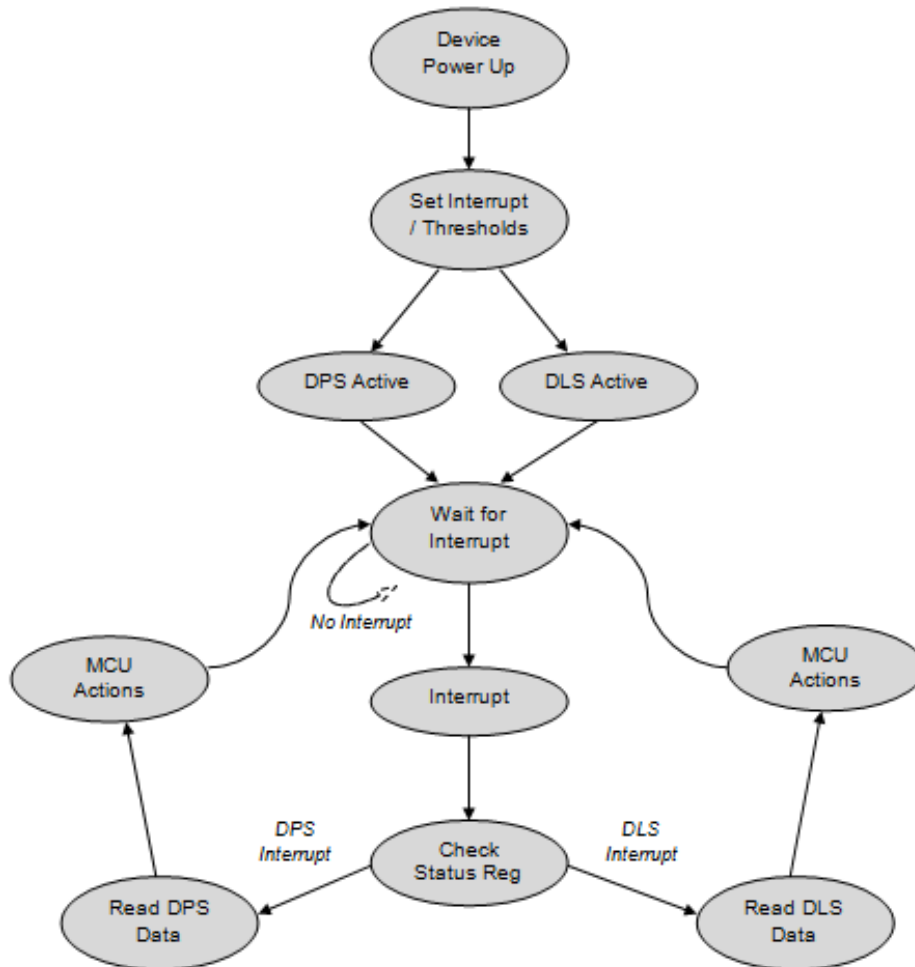 Device
Power Up
Set Interrupt
/ Thresholds
DPS Active
DLS Active
Wait for
Interrupt
No Interrupt
MCU
Actions
MCU
Actions
Interrupt
DPS
Interrupt
Check
Status Reg
DLS
Interrupt
Read DPS
Data
Read DLS
Data